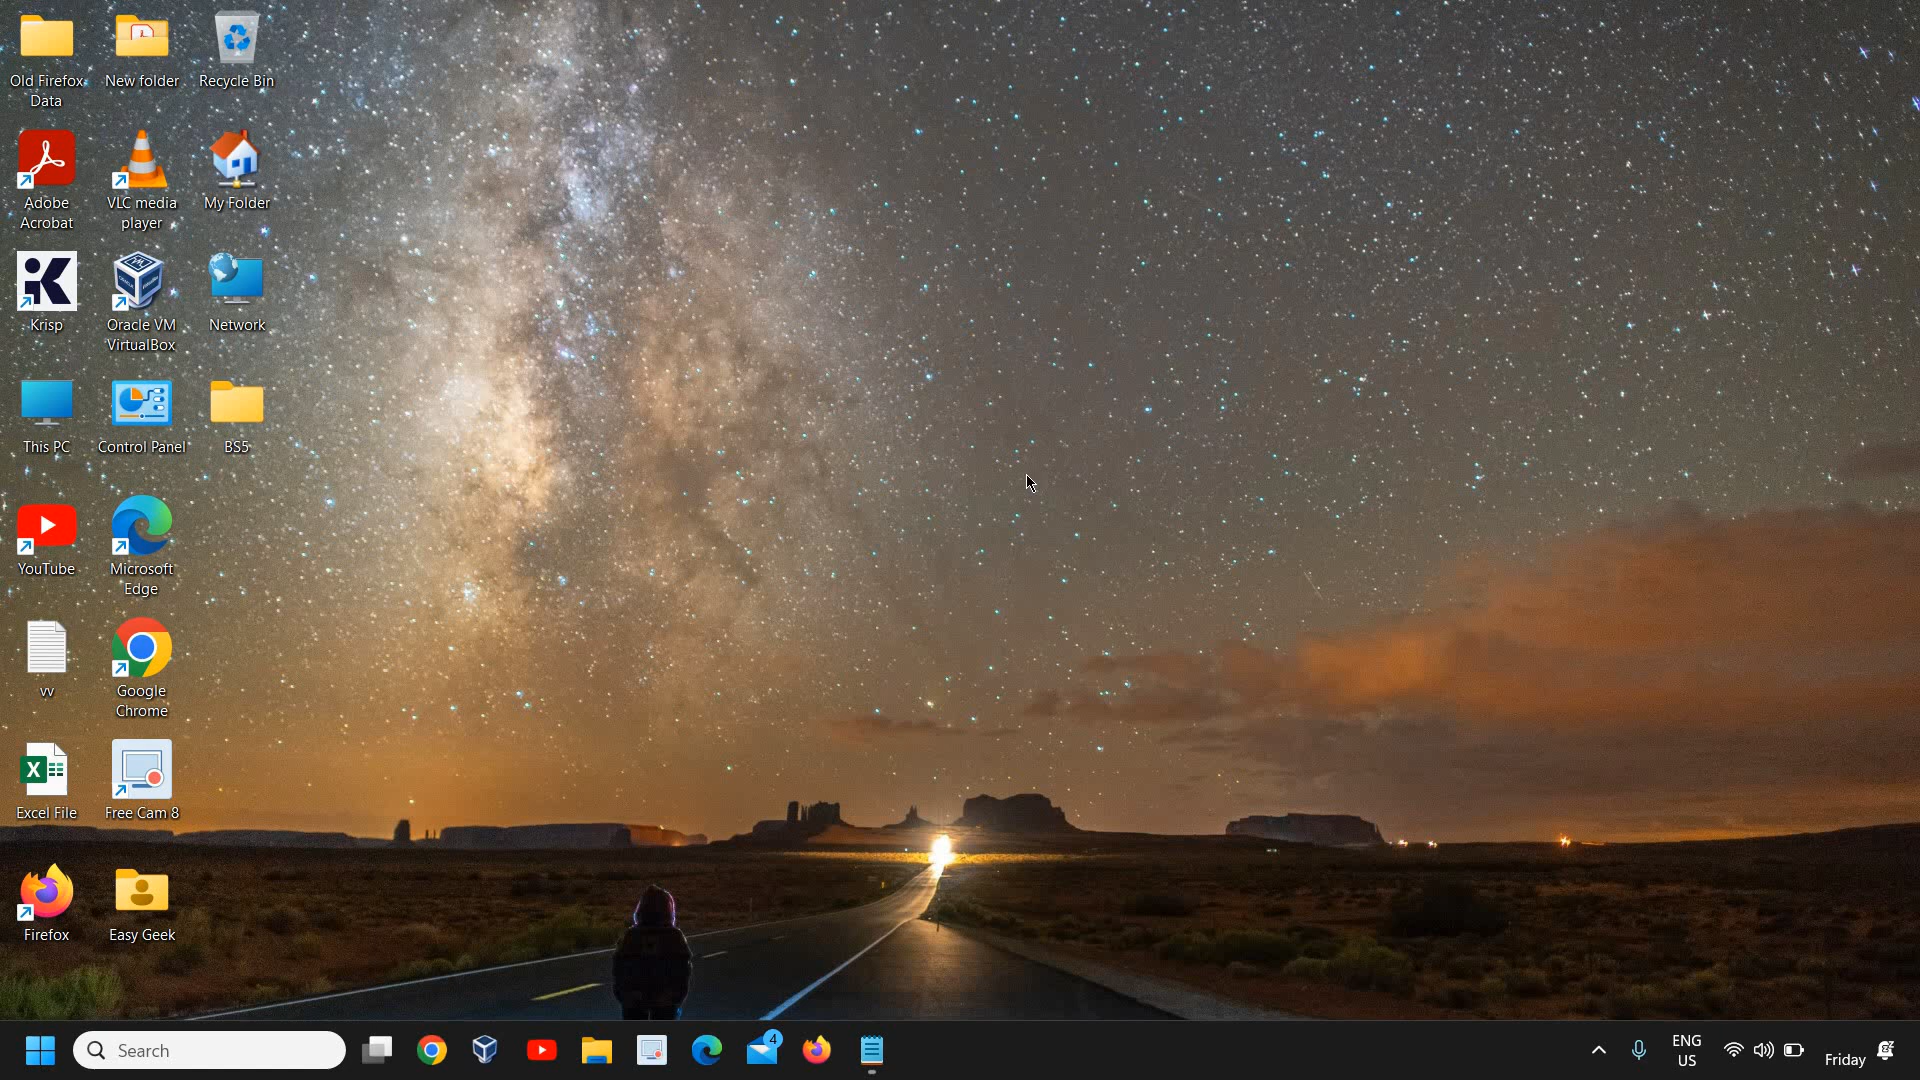 Old Firefox
Data
New folder
Recycle Bin
Adobe
Acrobat
VLC media
player
My Folder
Krisp
Oracle VM
VirtualBox
Network
This PC
Control Panel
BS5
YouTube
Microsoft
Edge
vv
Google
Chrome
Excel File
Free Cam 8
Firefox
Easy Geek
Search
4
ENG
US
Friday